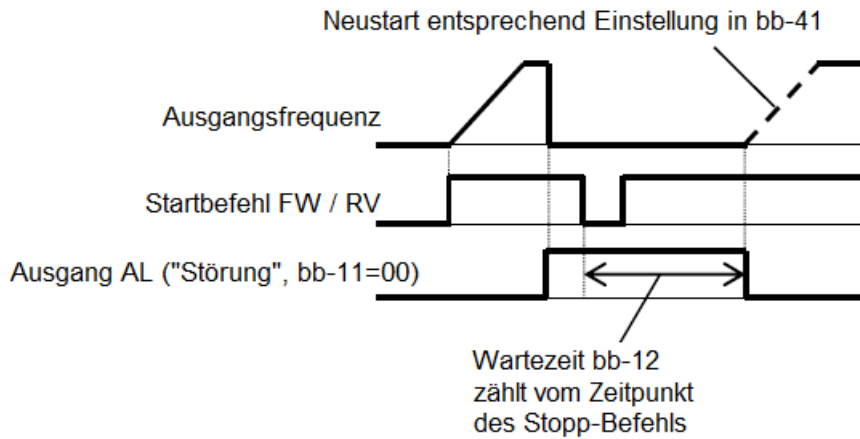 Neustart entsprechend Einstellung in bb-41
Ausgangsfrequenz
Startbefehl FW / RV
Ausgang AL ("Störung", bb-11=00)
Wartezeit bb-12
zählt vom Zeitpunkt
des Stopp-Befehls